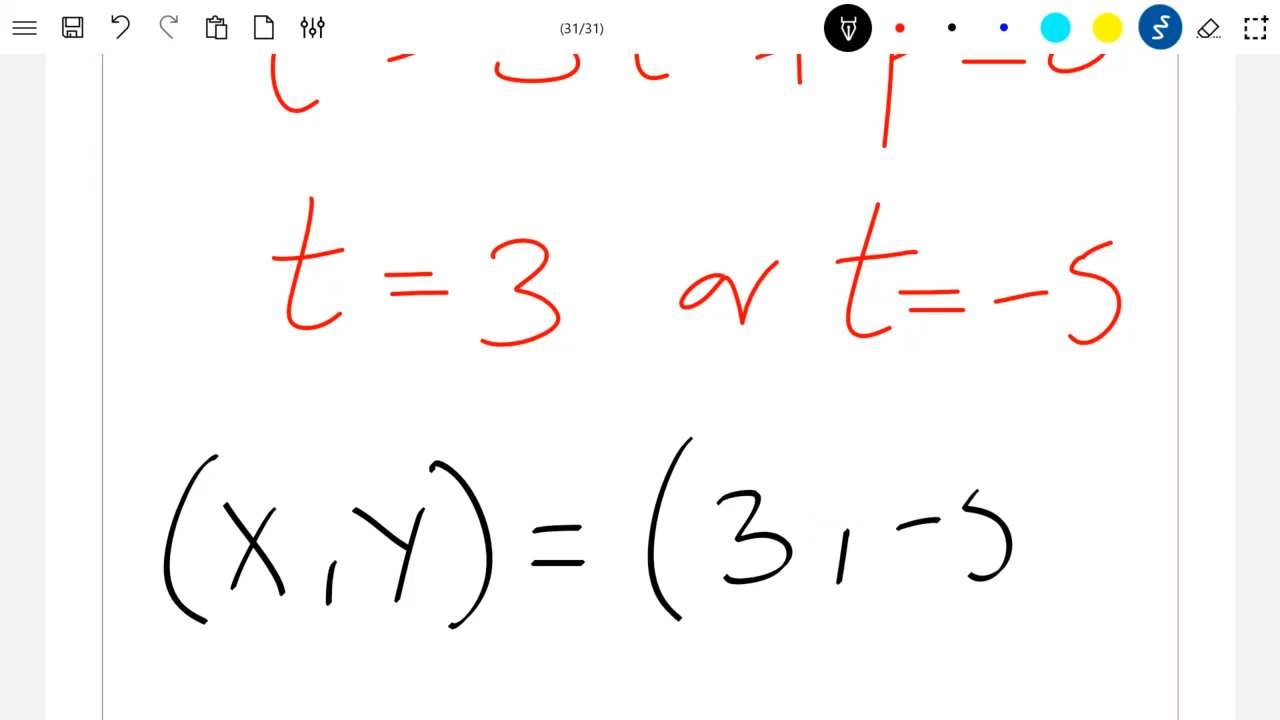 (31/31)
t = 3 or t = -5
(X, Y) = (3, -5